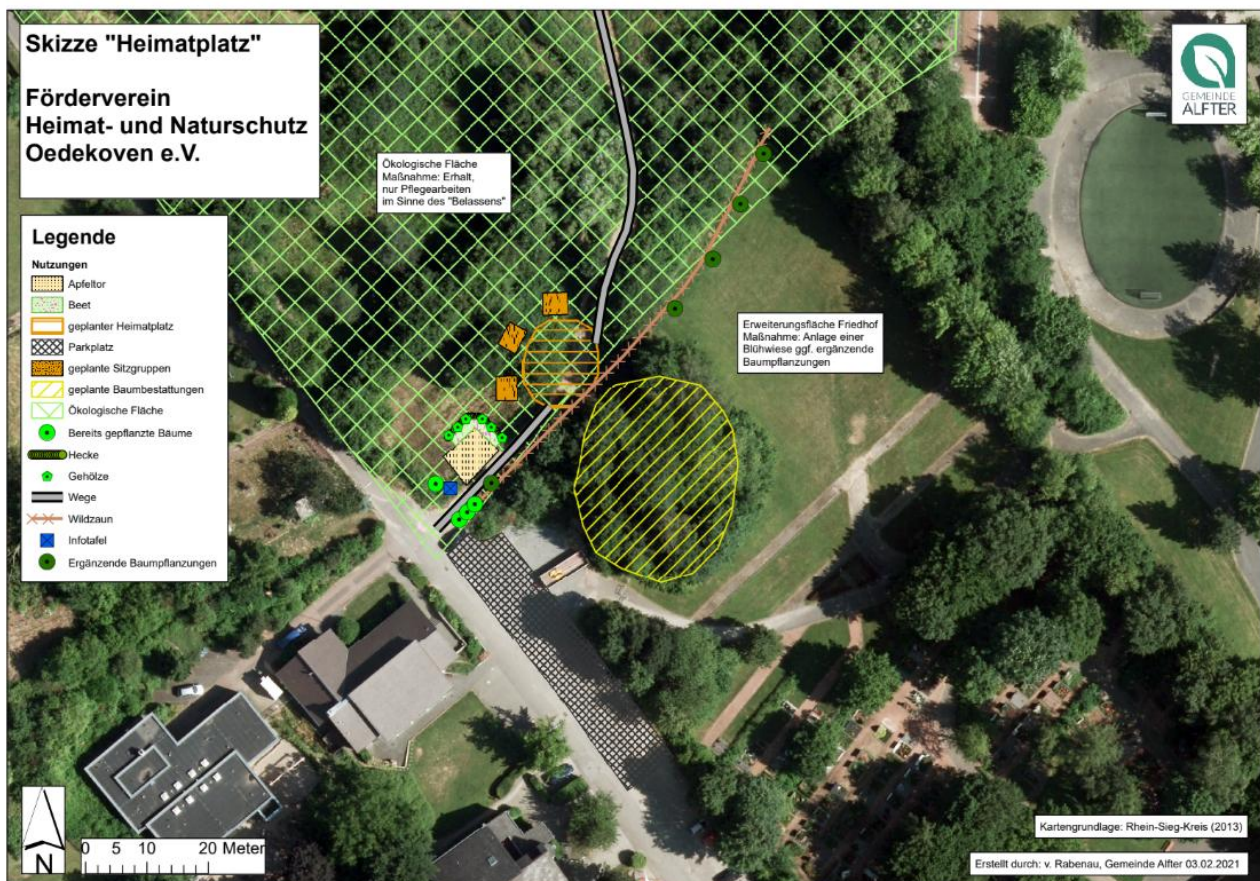 Skizze "Heimatplatz"
Förderverein
Heimat- und Naturschutz
Oedekoven e.V.
GEMEINDE
ALFTER
Ökologische Fläche
Maßnahme: Erhalt,
nur Pflegearbeiten
im Sinne des "Belassens"
Legende
Nutzungen
Apfeltor
Beet
geplanter Heimatplatz
Parkplatz
geplante Sitzgruppen
geplante Baumbestattungen
Ökologische Fläche
Bereits gepflanzte Bäume
Hecke
Gehölze
Wege
Wildzaun
Infotafel
Ergänzende Baumpflanzungen
Erweiterungsfläche Friedhof
Maßnahme: Anlage einer
Blühwiese ggf. ergänzende
Baumpflanzungen
N
0 5 10 20 Meter
Kartengrundlage: Rhein-Sieg-Kreis (2013)
Erstellt durch: v. Rabenau, Gemeinde Alfter 03.02.2021